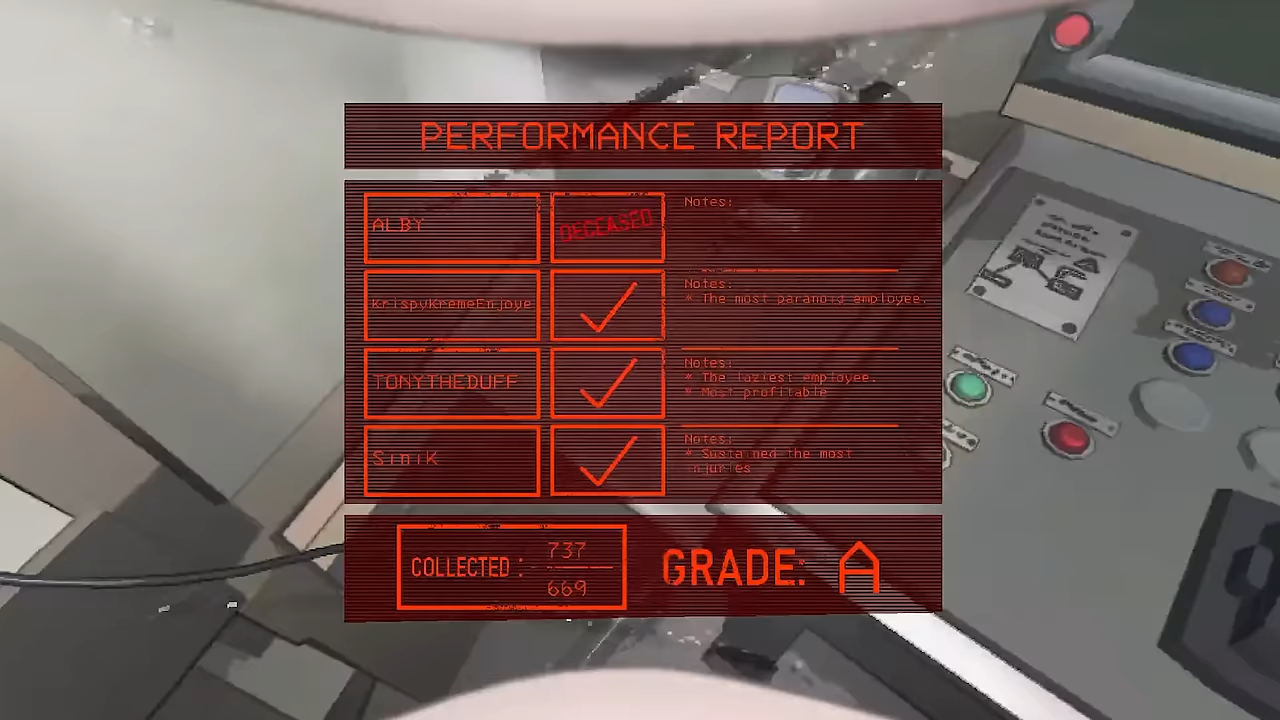 PERFORMANCE REPORT
ALBY
DECEASED
Notes:
KrispyKremeEnjoye
Notes:
* The most paranoid employee.
TONYTHEDUFF
Notes:
* The laziest employee.
* Most profitable
SiniK
Notes:
* Sustained the most
injuries
COLLECTED :
737
669
GRADE: A